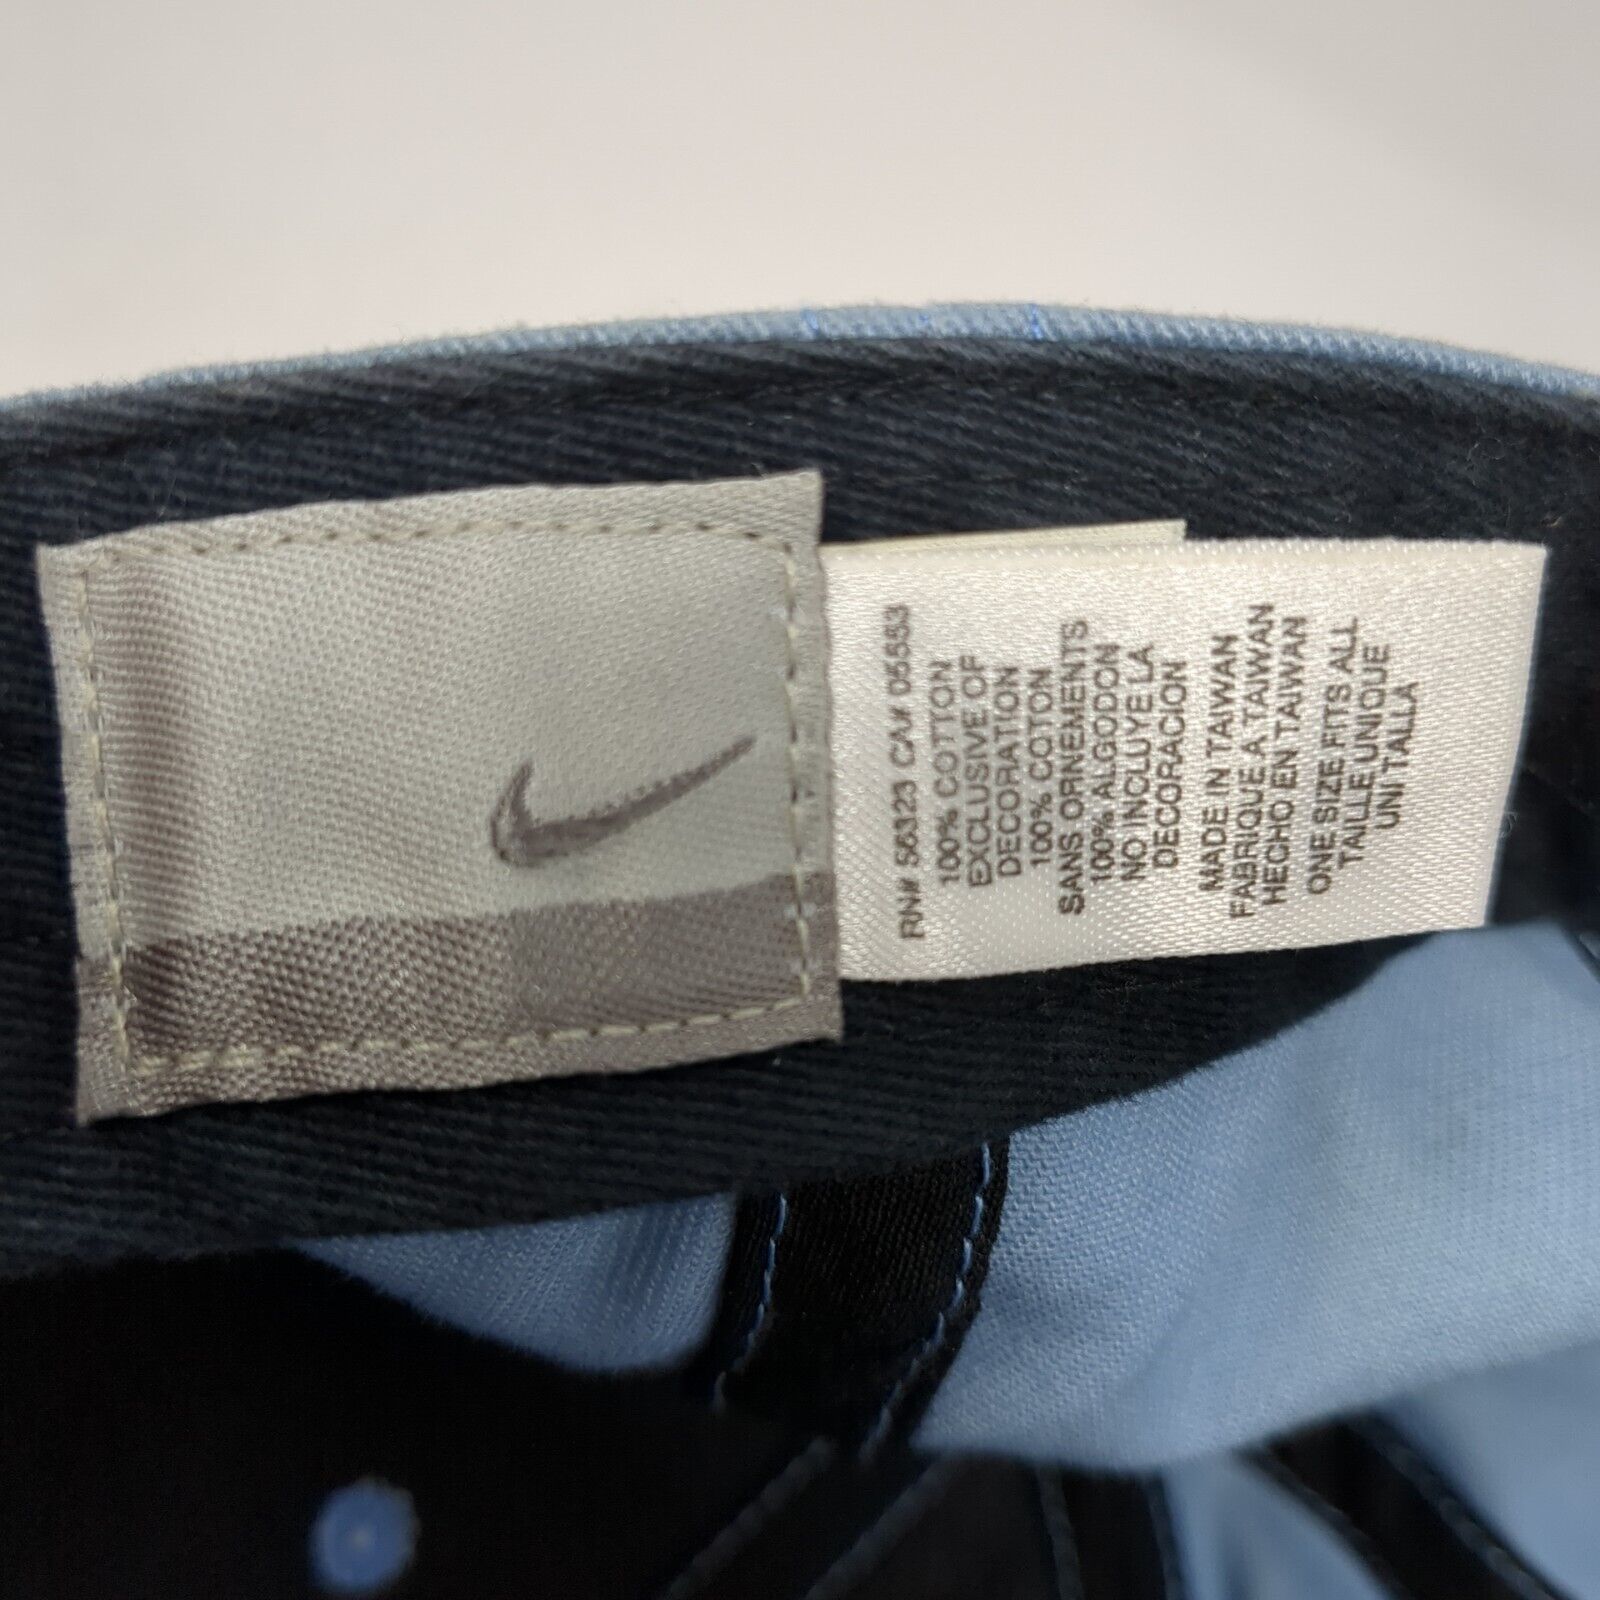 RN# 56323 CA# 05553
100% COTTON
EXCLUSIVE OF
DECORATION
100% COTON
SANS ORNEMENTS
100% ALGODON
NO INCLUYE LA
DECORACION
MADE IN TAIWAN
FABRIQUE A TAIWAN
HECHO EN TAIWAN
ONE SIZE FITS ALL
TAILLE UNIQUE
UNI TALLA